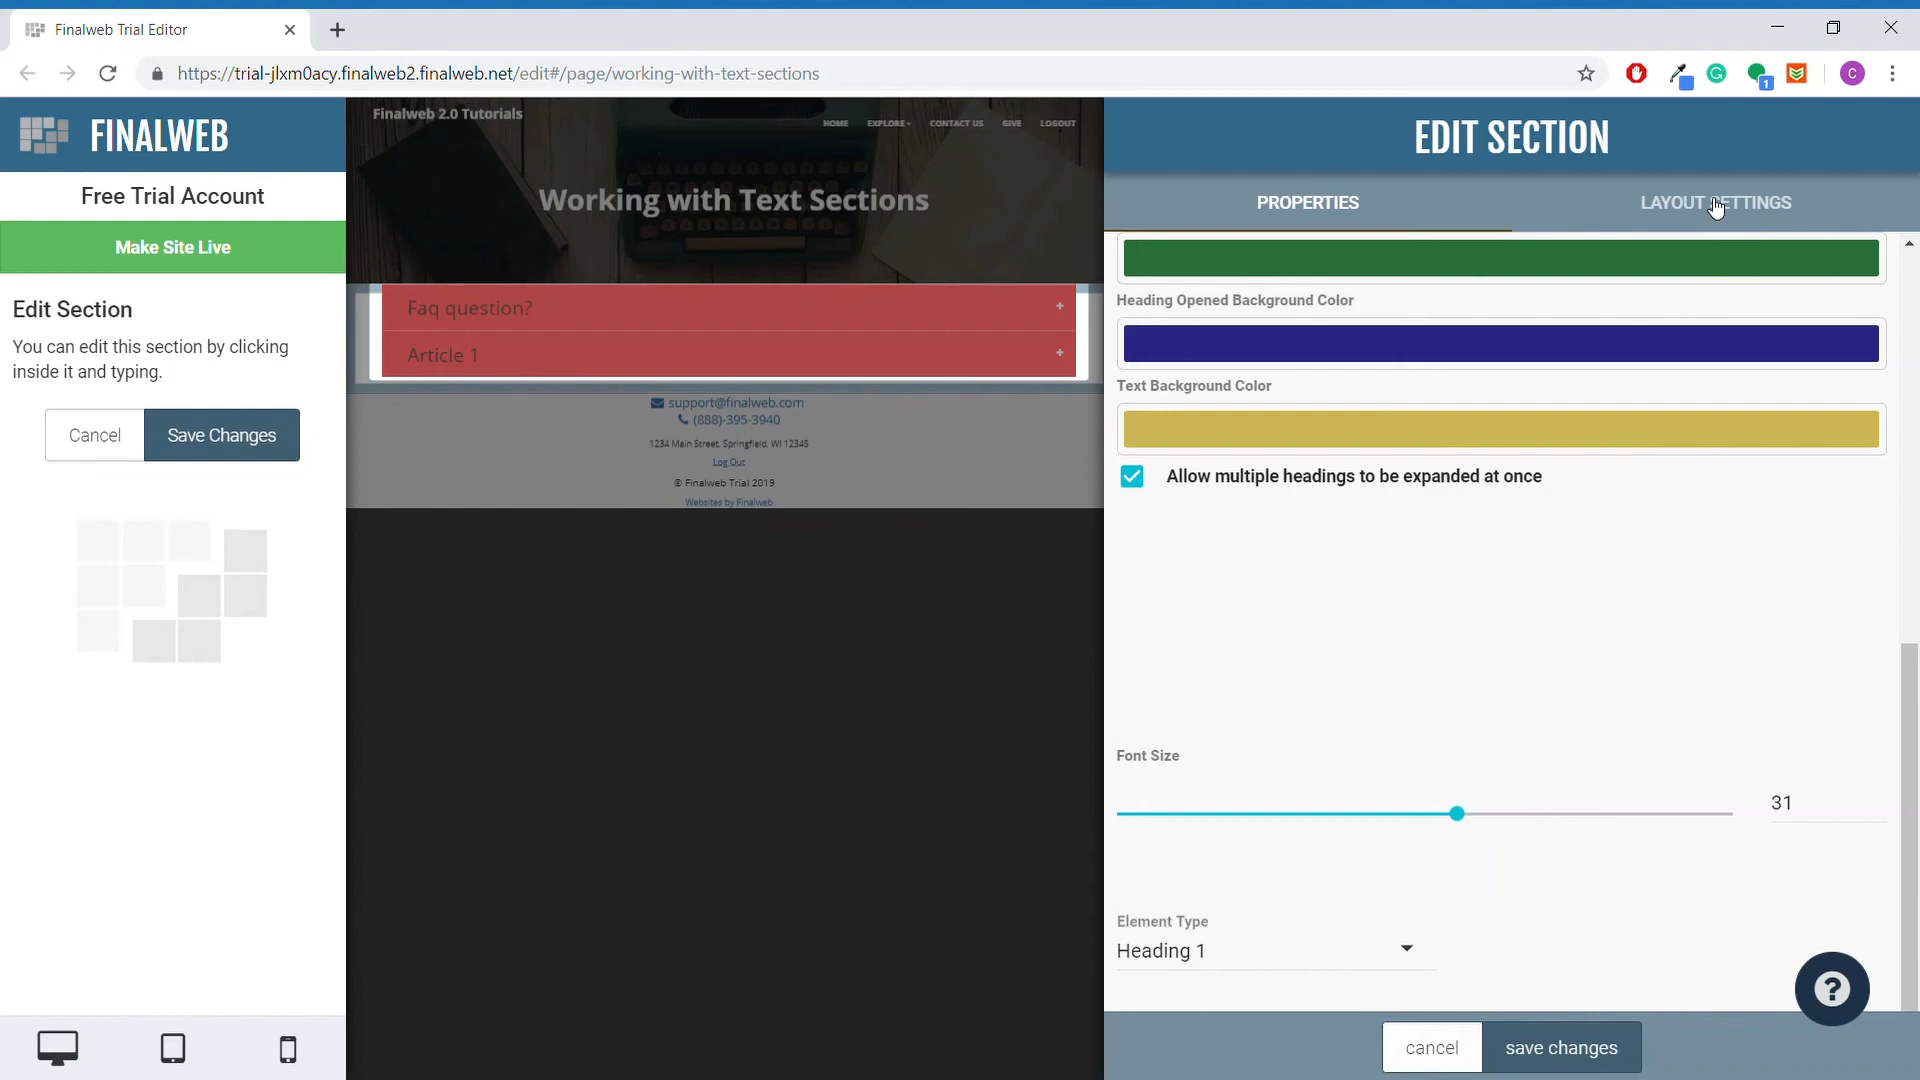 Finalweb Trial Editor
https://trial-jlxm0acy.finalweb2.finalweb.net/edit#/page/working-with-text-sections
1
C
FINALWEB
Free Trial Account
Make Site Live
Edit Section
You can edit this section by clicking
inside it and typing.
Cancel
Save Changes
Finalweb 2.0 Tutorials
HOME
EXPLORE
CONTACT US
GIVE
LOGOUT
Working with Text Sections
Faq question?
+
Article 1
+
support@finalweb.com
(888)-395-3940
1234 Main Street, Springfield, WI 12345
Log Out
© Finalweb Trial 2019
Websites by Finalweb
EDIT SECTION
PROPERTIES
LAYOUT SETTINGS
Heading Opened Background Color
Text Background Color
Allow multiple headings to be expanded at once
Font Size
31
Element Type
Heading 1
?
cancel
save changes